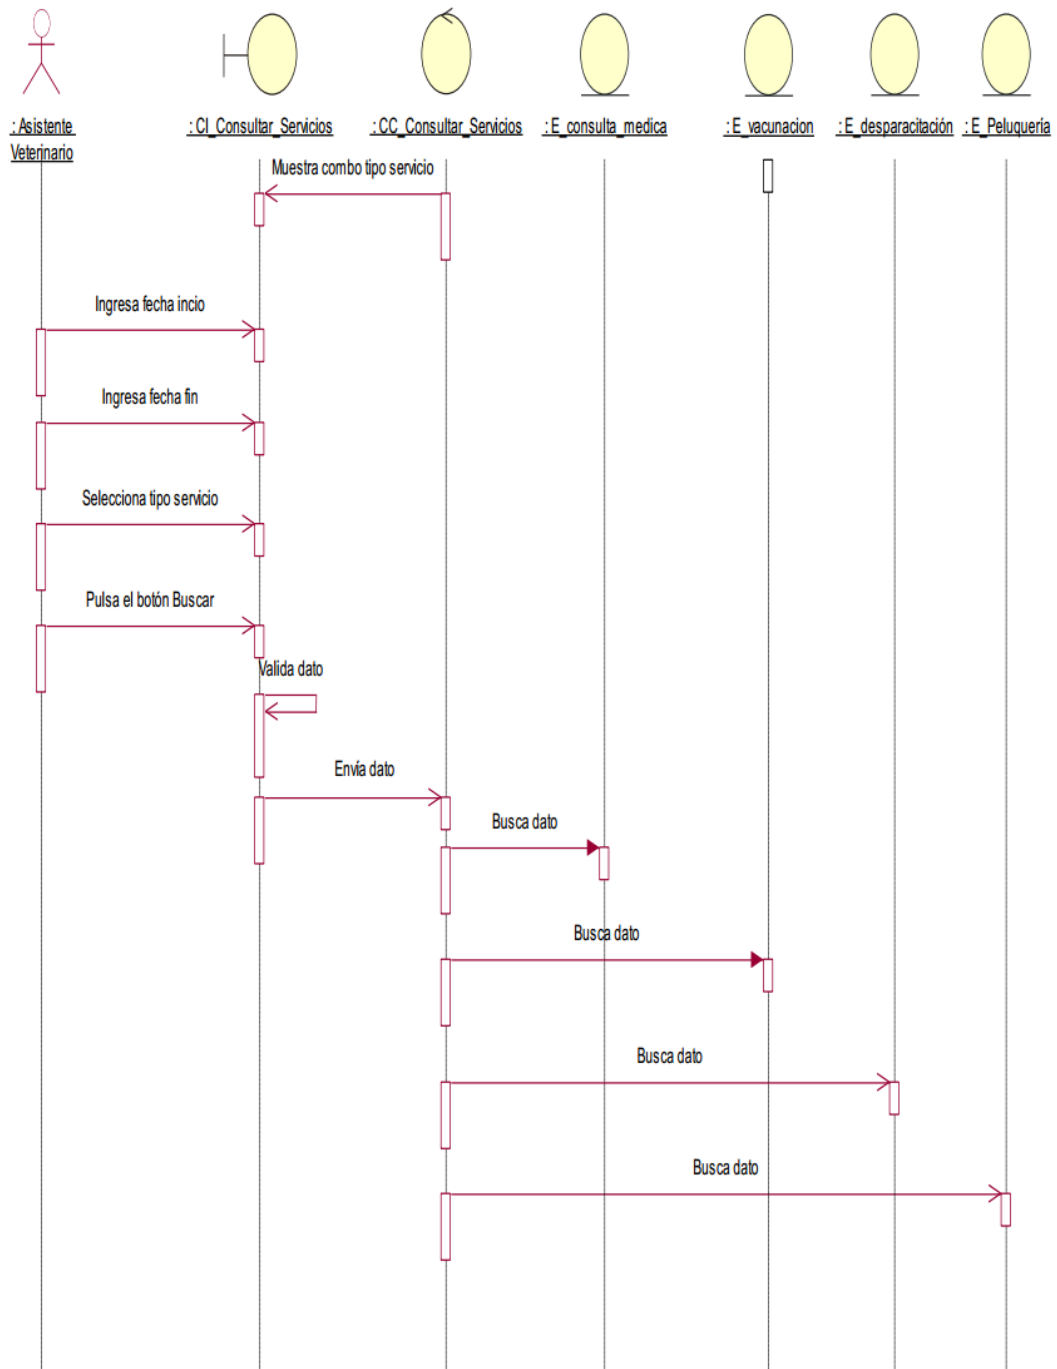 : Asistente
Veterinario
: CI_Consultar_Servicios
: CC_Consultar_Servicios
: E_consulta_medica
: E_vacunacion
: E_desparacitación
: E_Peluquería
Muestra combo tipo servicio
Ingresa fecha incio
Ingresa fecha fin
Selecciona tipo servicio
Pulsa el botón Buscar
Valida dato
Envía dato
Busca dato
Busca dato
Busca dato
Busca dato